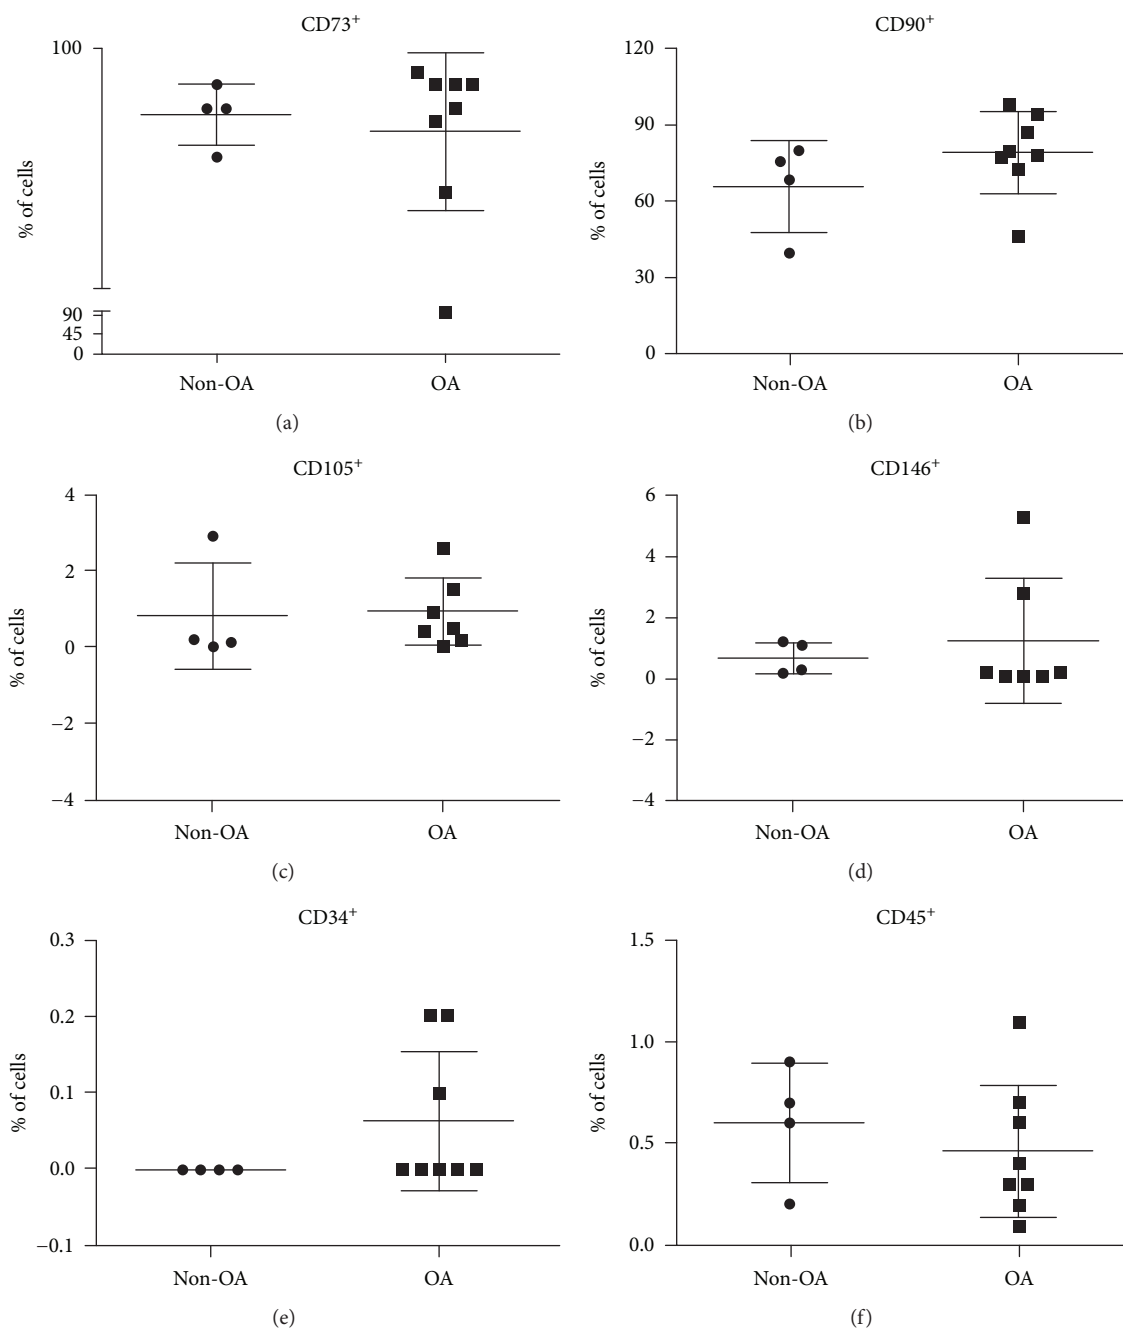 CD73+
100
90
45
0
% of cells
Non-OA
OA
(a)
CD90+
120
90
60
30
0
% of cells
Non-OA
OA
(b)
CD105+
4
2
0
−2
−4
% of cells
Non-OA
OA
(c)
CD146+
6
4
2
0
−2
−4
% of cells
Non-OA
OA
(d)
CD34+
0.3
0.2
0.1
0.0
−0.1
% of cells
Non-OA
OA
(e)
CD45+
1.5
1.0
0.5
0.0
% of cells
Non-OA
OA
(f)